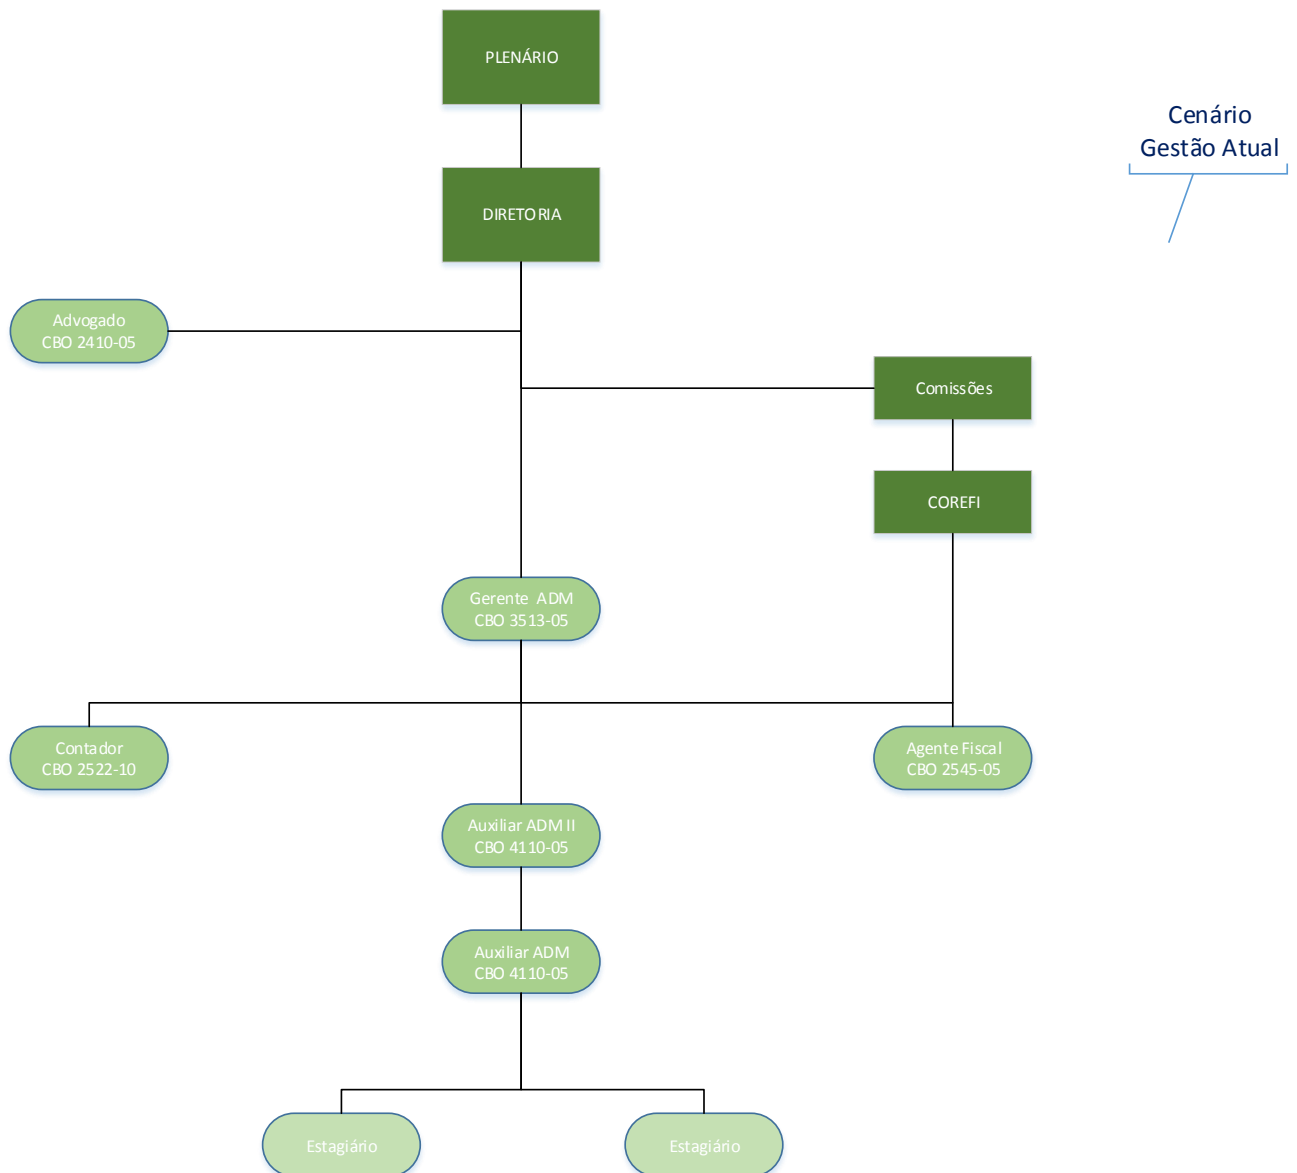 PLENÁRIO
Cenário
Gestão Atual
DIRETORIA
Advogado
CBO 2410-05
Comissões
COREFI
Gerente ADM
CBO 3513-05
Contador
CBO 2522-10
Agente Fiscal
CBO 2545-05
Auxiliar ADM II
CBO 4110-05
Auxiliar ADM
CBO 4110-05
Estagiário
Estagiário